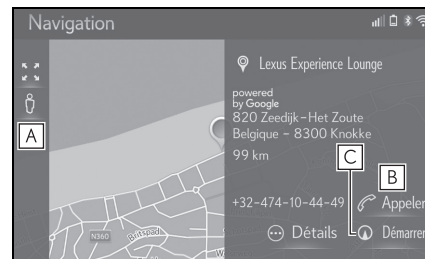 Navigation
Lexus Experience Lounge
powered
by Google
820 Zeedijk-Het Zoute
Belgique - 8300 Knokke
99 km
+32-474-10-44-49
Appeler
Détails
Démarrer
A
B
C
N360
Britspad